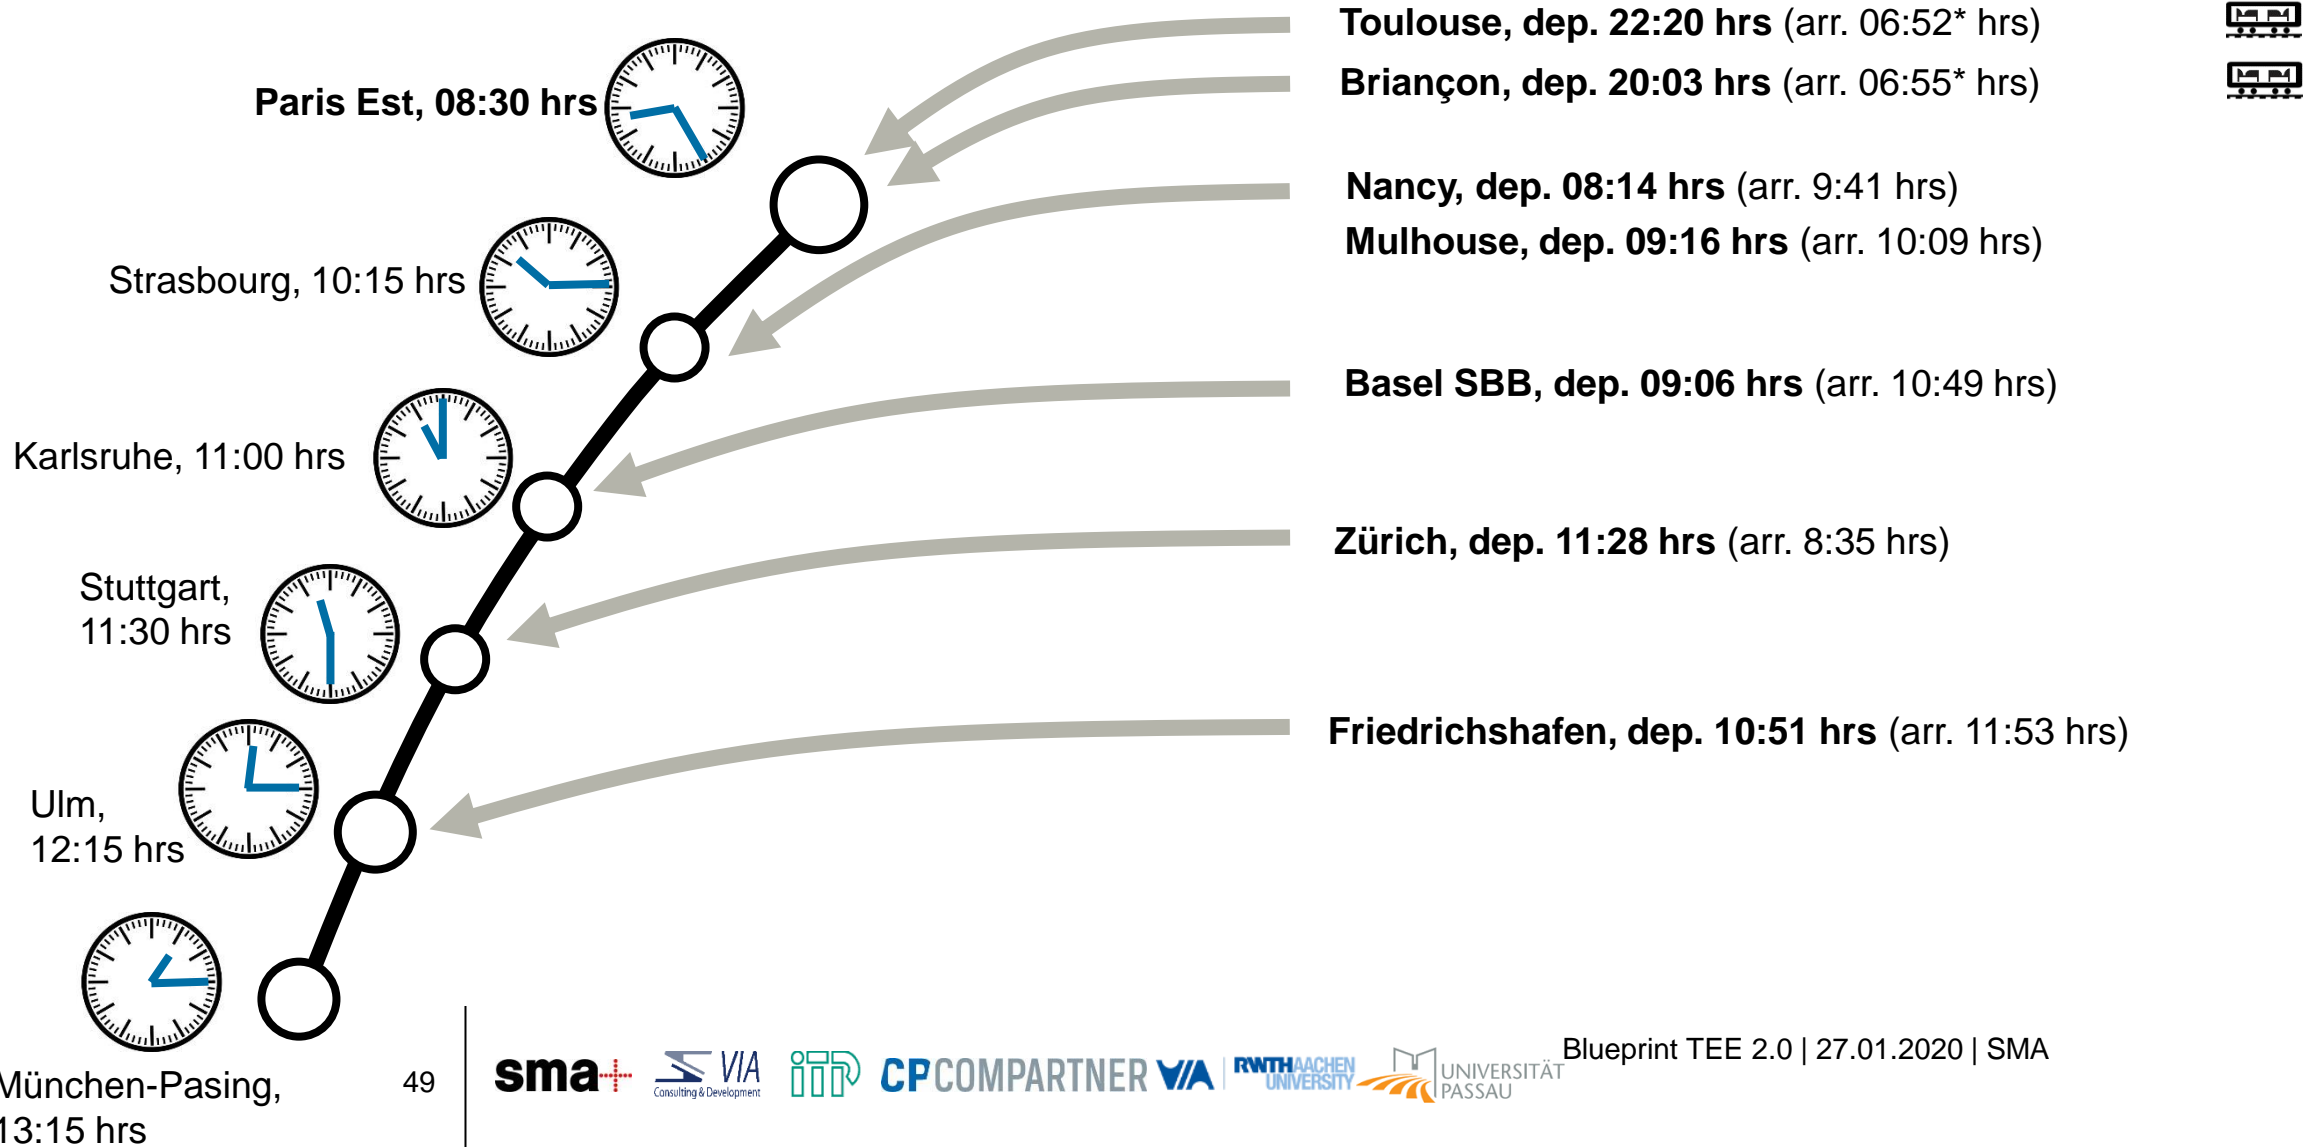 Toulouse, dep. 22:20 hrs (arr. 06:52* hrs)
Paris Est, 08:30 hrs
Briançon, dep. 20:03 hrs (arr. 06:55* hrs)
Nancy, dep. 08:14 hrs (arr. 9:41 hrs)
Mulhouse, dep. 09:16 hrs (arr. 10:09 hrs)
Strasbourg, 10:15 hrs
Basel SBB, dep. 09:06 hrs (arr. 10:49 hrs)
Karlsruhe, 11:00 hrs
Zürich, dep. 11:28 hrs (arr. 8:35 hrs)
Stuttgart,
11:30 hrs
Friedrichshafen, dep. 10:51 hrs (arr. 11:53 hrs)
Ulm,
12:15 hrs
München-Pasing,
13:15 hrs
49
sma+
VIA
Consulting & Development
iTP
CPCOMPARTNER
VIA
RWTHAACHEN
UNIVERSITY
UNIVERSITÄT
PASSAU
Blueprint TEE 2.0 | 27.01.2020 | SMA